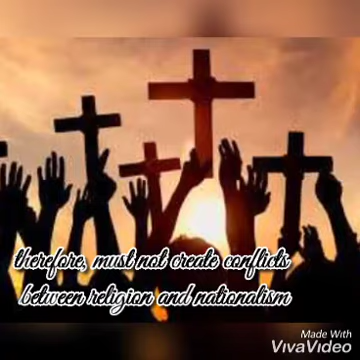 therefore, must not create conflicts
between religion and nationalism
Made With
VivaVideo